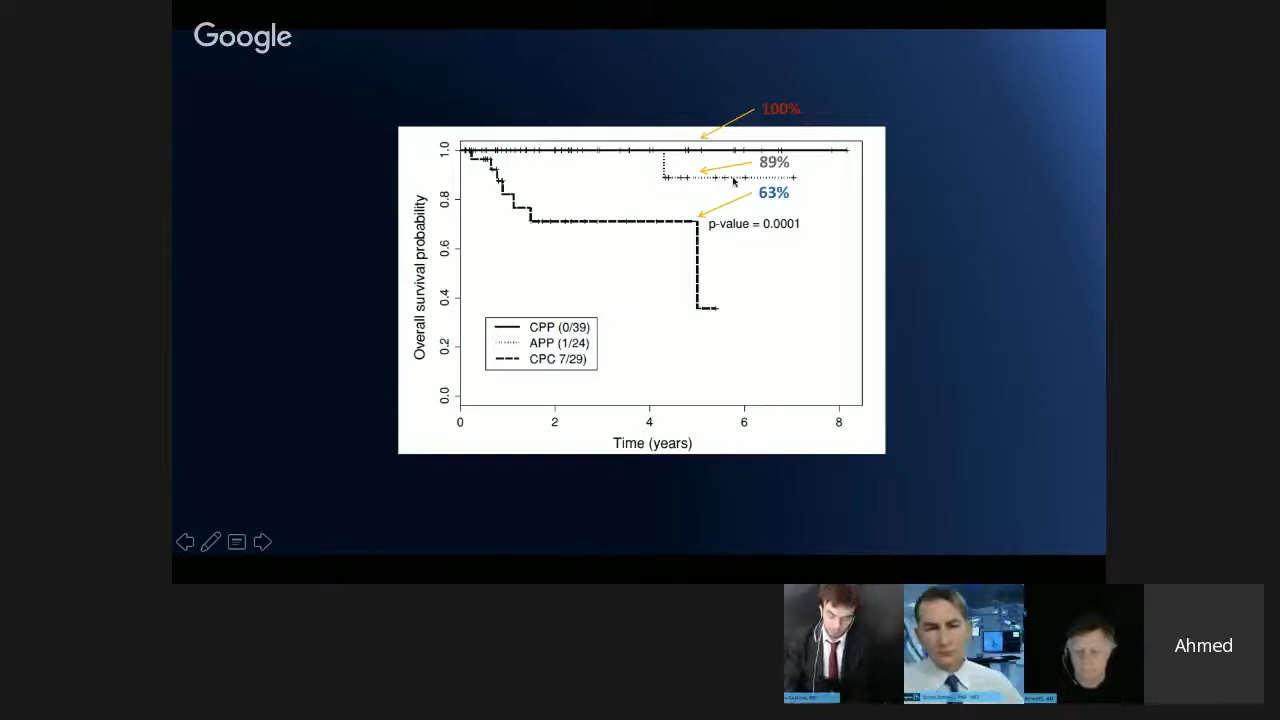 Google
100%
89%
63%
p-value = 0.0001
Overall survival probability
1.0
0.8
0.6
0.4
0.2
0.0
CPP (0/39)
APP (1/24)
CPC 7/29)
0 2 4 6 8
Time (years)
Ahmed